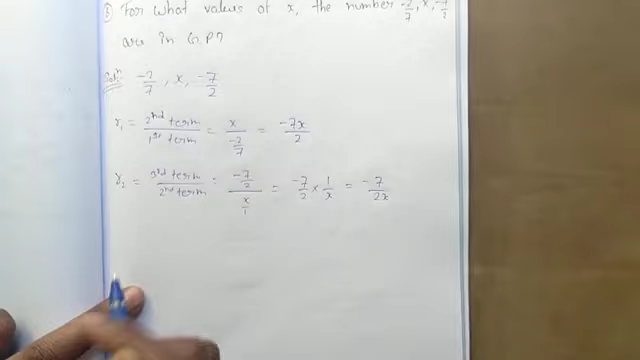 ③ For what values of x, the number -2/7, x, -7/2
are in G.P?
Solⁿ -2/7, x, -7/2
r₁ = 2nd term / 1st term = x / (-2/7) = -7x/2
r₂ = 3rd term / 2nd term = (-7/2) / (x/1) = -7/2 × 1/x = -7/2x